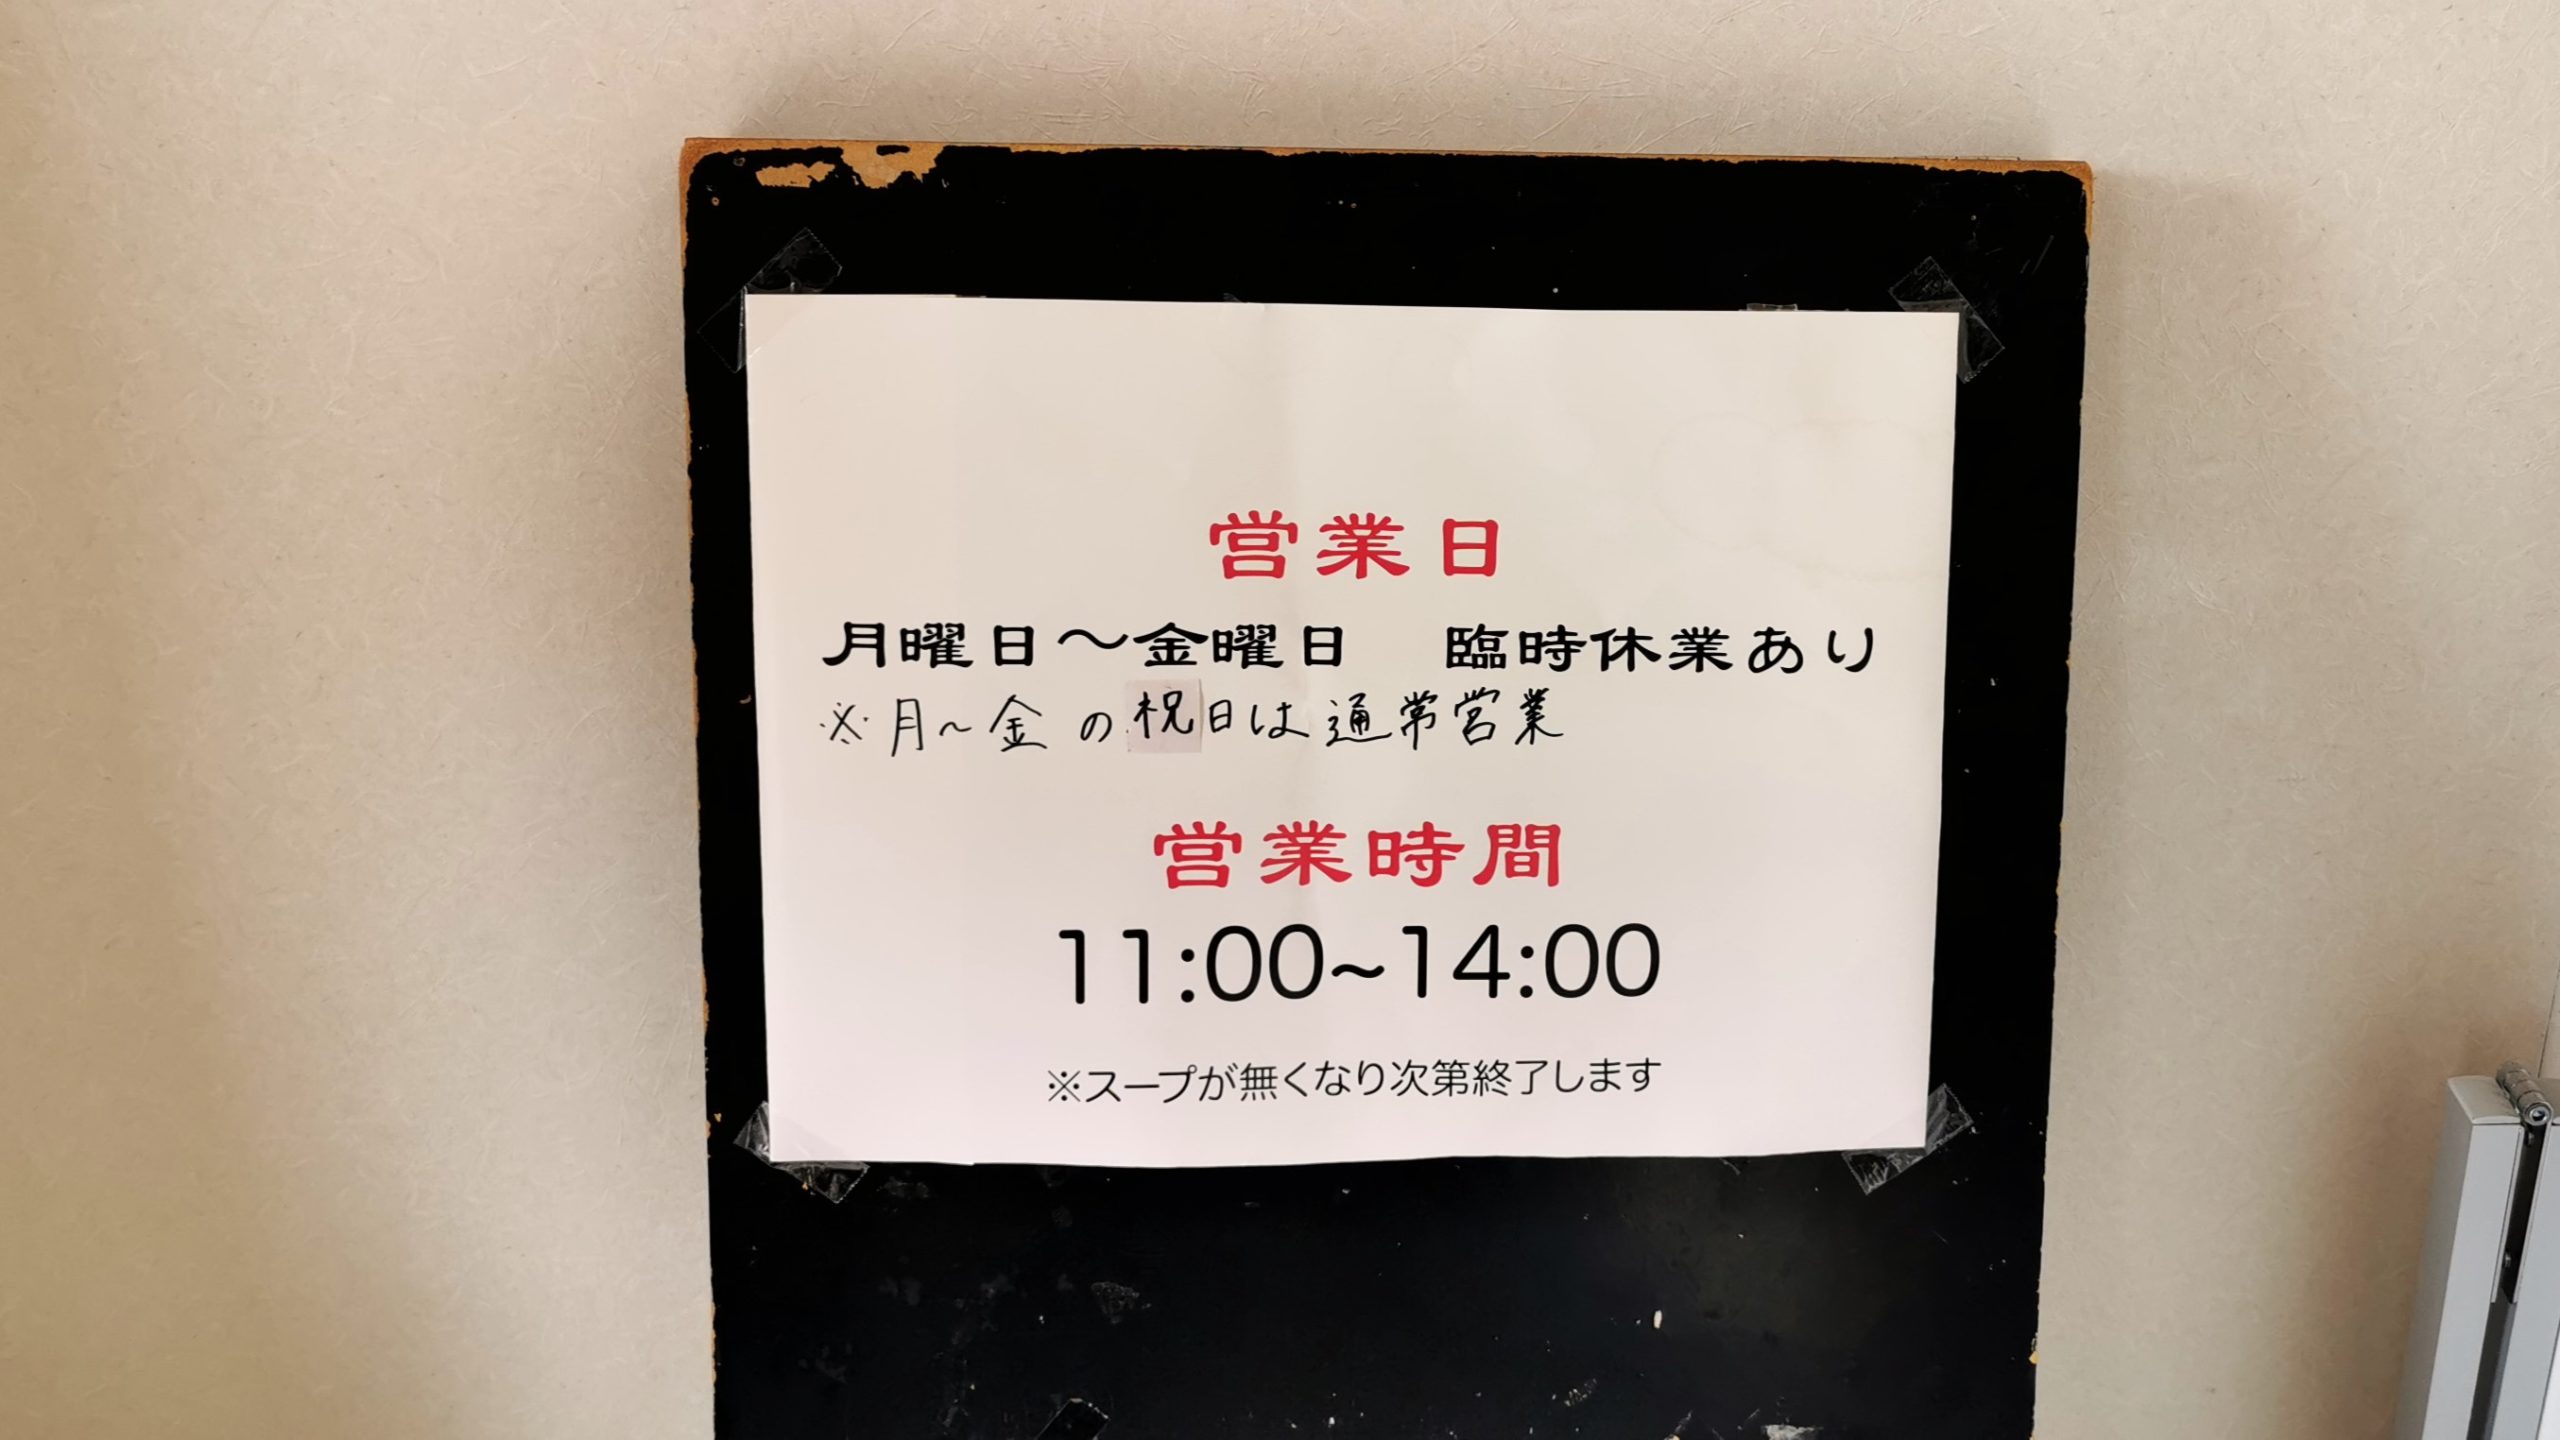 営業日
月曜日～金曜日　臨時休業あり
※月～金の祝日は通常営業
営業時間
11:00~14:00
※スープが無くなり次第終了します